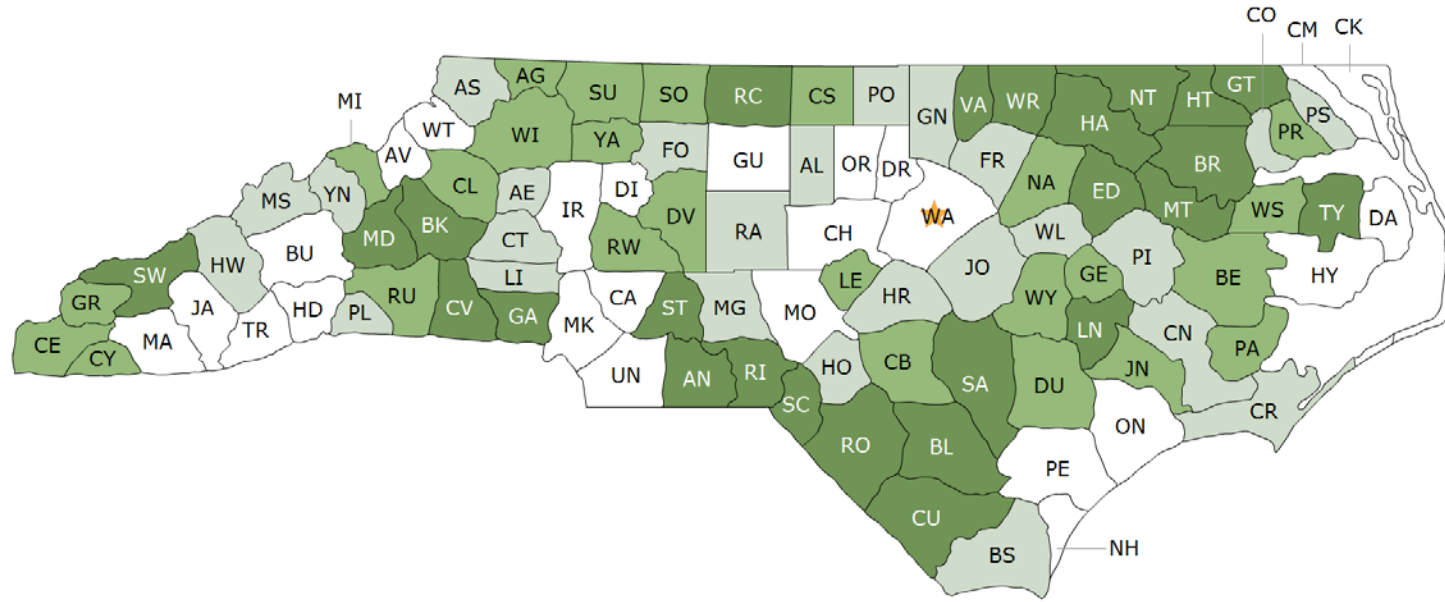 CO
CM
CK
AS
AG
SU
SO
RC
CS
PO
GN
VA
WR
NT
HT
GT
MI
WT
WI
YA
FO
GU
AL
OR
DR
FR
HA
PR
PS
AV
CL
AE
DI
NA
ED
BR
MS
YN
IR
DV
RA
CH
WA
MT
WS
TY
DA
MD
BK
CT
RW
WL
PI
SW
HW
BU
LI
JO
GE
BE
HY
GR
JA
PL
RU
CV
GA
CA
ST
MG
MO
LE
HR
WY
LN
CN
CE
CY
MA
TR
HD
MK
UN
AN
RI
HO
CB
SA
DU
JN
PA
SC
CR
RO
BL
ON
PE
CU
BS
NH